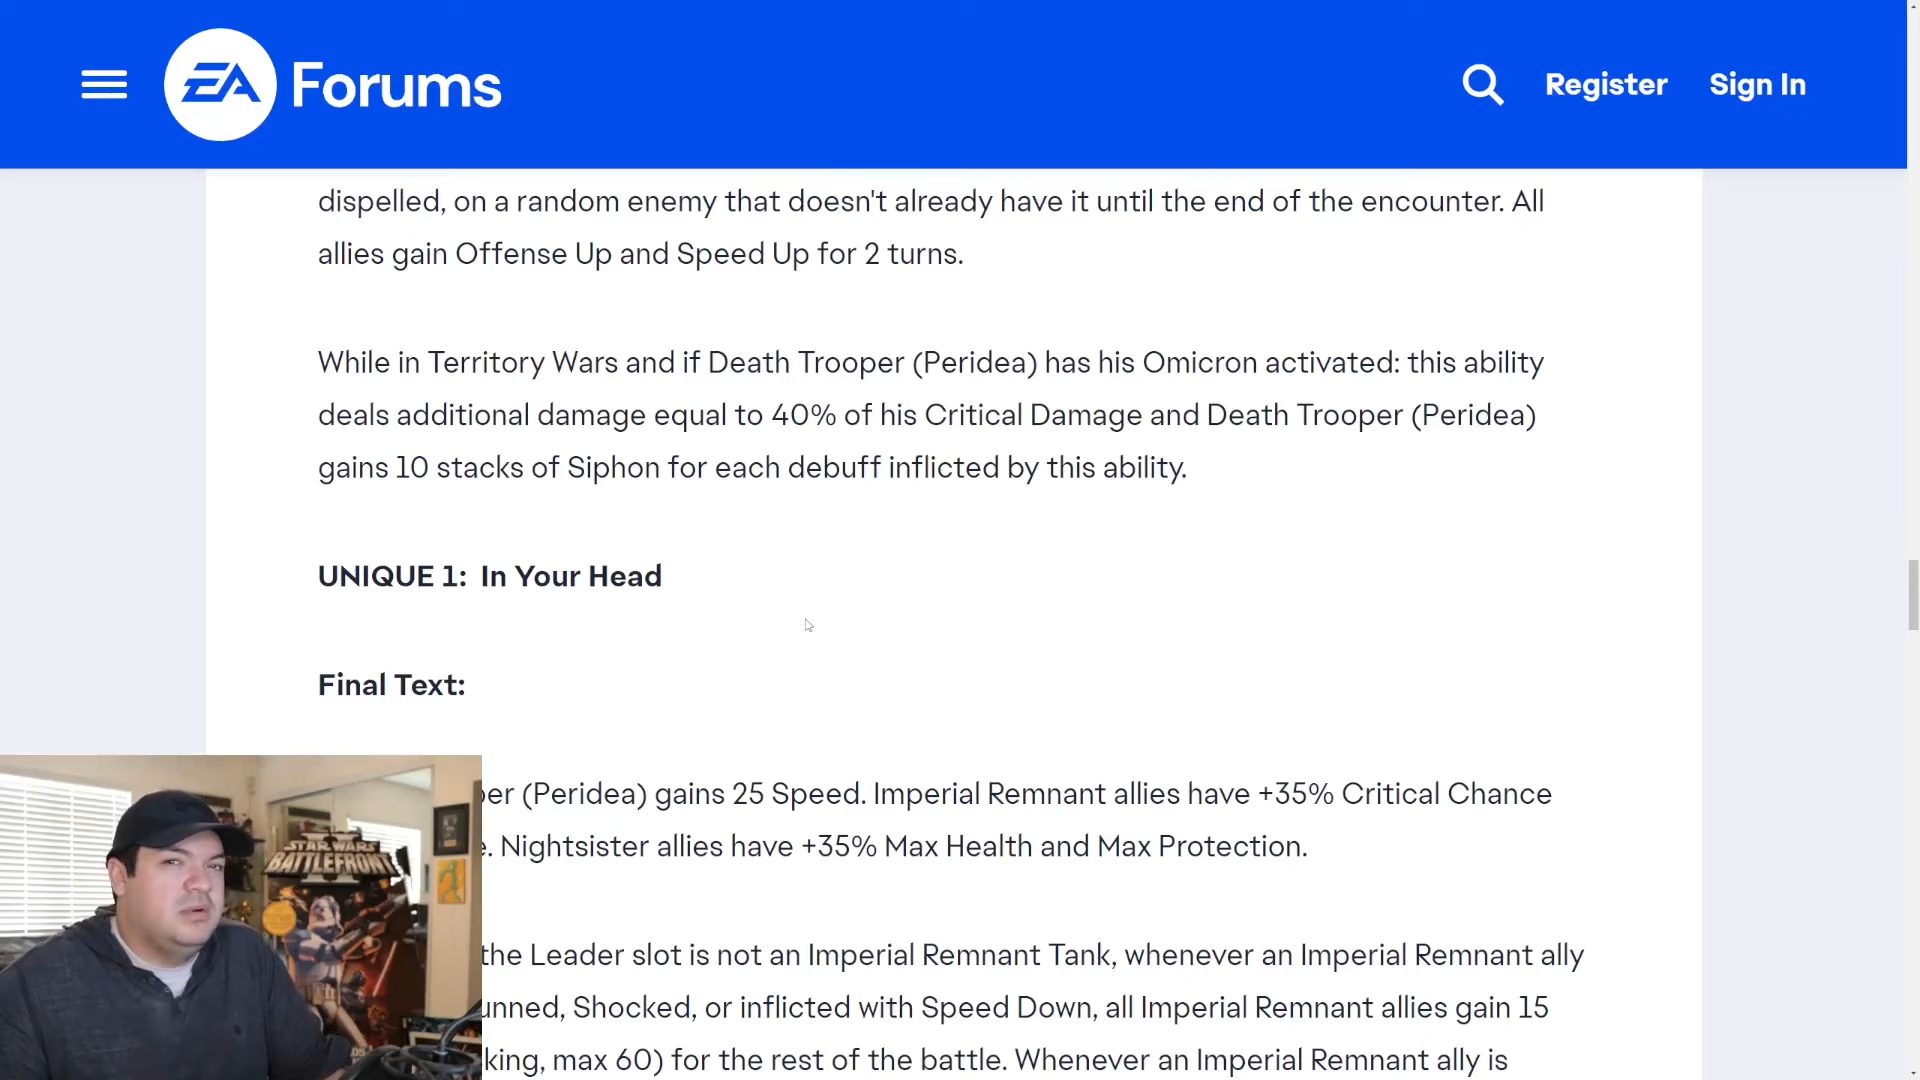 EA Forums
Register
Sign In
dispelled, on a random enemy that doesn't already have it until the end of the encounter. All
allies gain Offense Up and Speed Up for 2 turns.
While in Territory Wars and if Death Trooper (Peridea) has his Omicron activated: this ability
deals additional damage equal to 40% of his Critical Damage and Death Trooper (Peridea)
gains 10 stacks of Siphon for each debuff inflicted by this ability.
UNIQUE 1: In Your Head
Final Text:
(Peridea) gains 25 Speed. Imperial Remnant allies have +35% Critical Chance
Nightsister allies have +35% Max Health and Max Protection.
the Leader slot is not an Imperial Remnant Tank, whenever an Imperial Remnant ally
unned, Shocked, or inflicted with Speed Down, all Imperial Remnant allies gain 15
king, max 60) for the rest of the battle. Whenever an Imperial Remnant ally is
STAR WARS
BATTLEFRONT